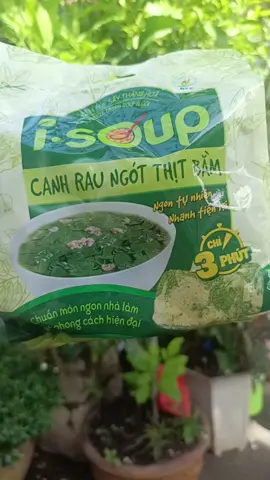 i·soup
CANH RAU NGÓT THỊT BẰM
Ngon tự nhiên
Nhanh tiện
CHỈ
3 PHÚT
Chuẩn món ngon nhà làm
phong cách hiện đại